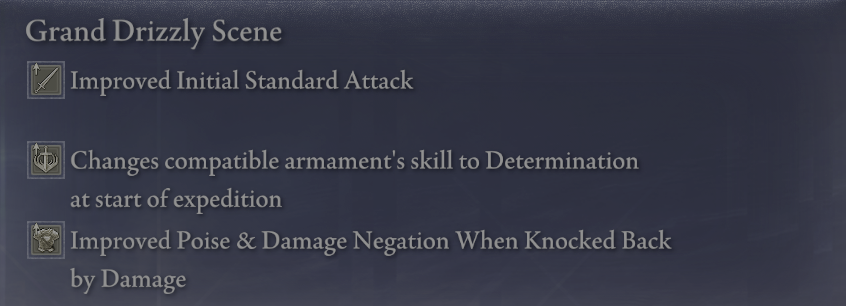 Grand Drizzly Scene
Improved Initial Standard Attack
Changes compatible armament's skill to Determination
at start of expedition
Improved Poise & Damage Negation When Knocked Back
by Damage